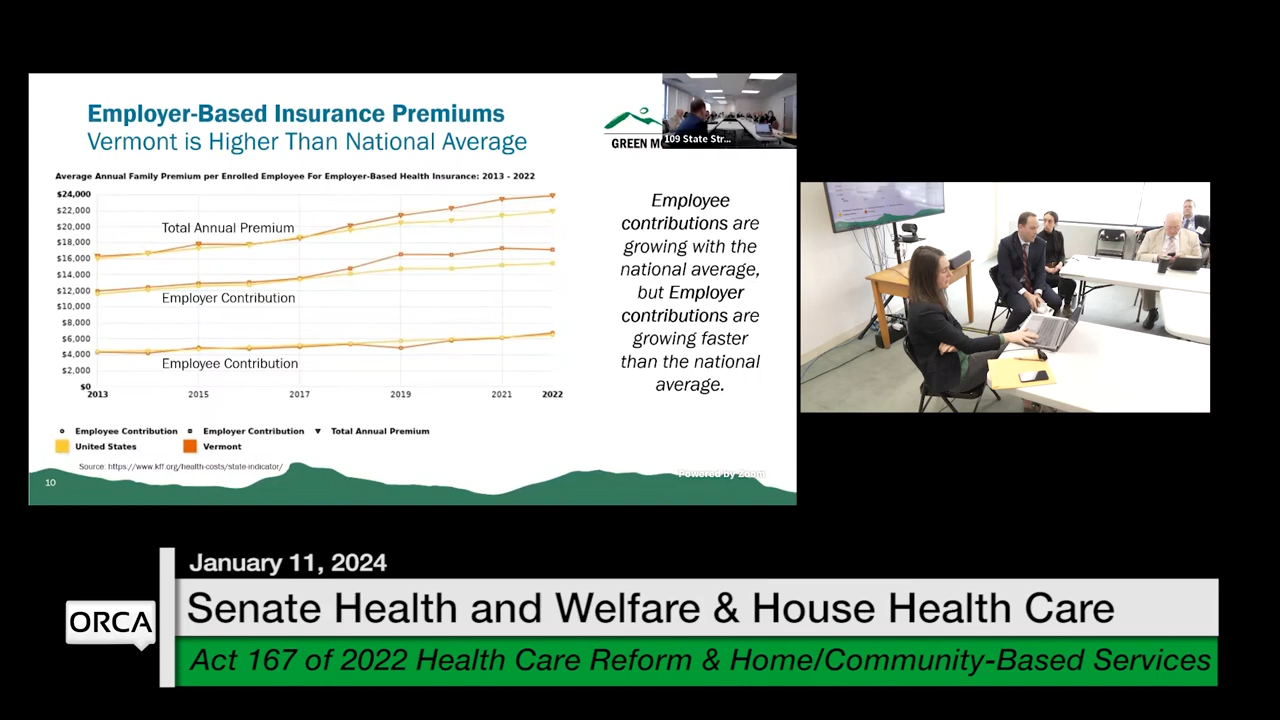 Employer-Based Insurance Premiums
Vermont is Higher Than National Average
GREEN MO
109 State Str...
Average Annual Family Premium per Enrolled Employee For Employer-Based Health Insurance: 2013 - 2022
$24,000
$22,000
$20,000
$18,000
$16,000
$14,000
$12,000
$10,000
$8,000
$6,000
$4,000
$2,000
$0
Total Annual Premium
Employer Contribution
Employee Contribution
2013 2015 2017 2019 2021 2022
Employee Contribution Employer Contribution Total Annual Premium
United States Vermont
Source: https://www.kff.org/health-costs/state-indicator/
Employee
contributions are
growing with the
national average,
but Employer
contributions are
growing faster
than the national
average.
10
Powered by Zoom
January 11, 2024
ORCA
Senate Health and Welfare & House Health Care
Act 167 of 2022 Health Care Reform & Home/Community-Based Services